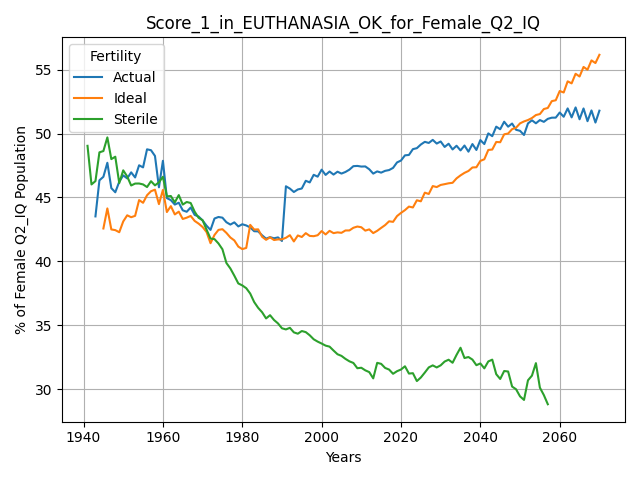 Score_1_in_EUTHANASIA_OK_for_Female_Q2_IQ
Fertility
Actual
Ideal
Sterile
% of Female Q2_IQ Population
55
50
45
40
35
30
1940
1960
1980
2000
2020
2040
2060
Years